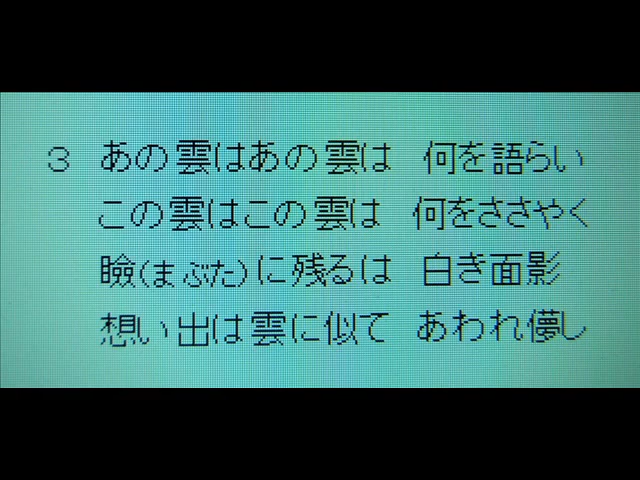 3 あの雲はあの雲は 何を語らい
この雲はこの雲は 何をささやく
瞼(まぶた)に残るは 白き面影
想い出は雲に似て あわれ儚し